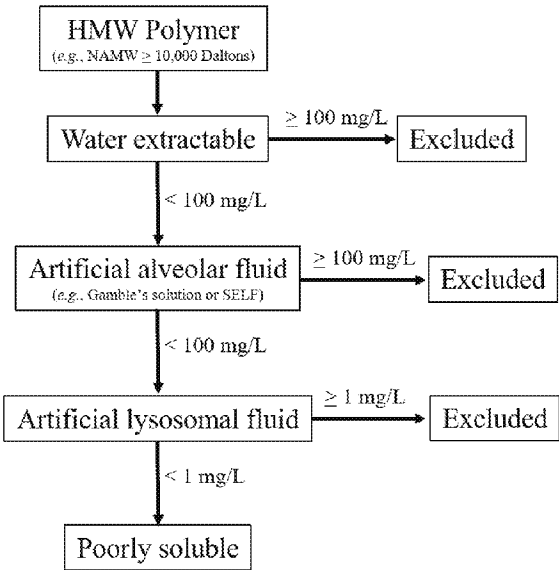 HMW Polymer
(e.g., NAMW ≥ 10,000 Daltons)
Water extractable
≥ 100 mg/L
Excluded
< 100 mg/L
Artificial alveolar fluid
(e.g., Gamble's solution or SELF)
≥ 100 mg/L
Excluded
< 100 mg/L
Artificial lysosomal fluid
≥ 1 mg/L
Excluded
< 1 mg/L
Poorly soluble